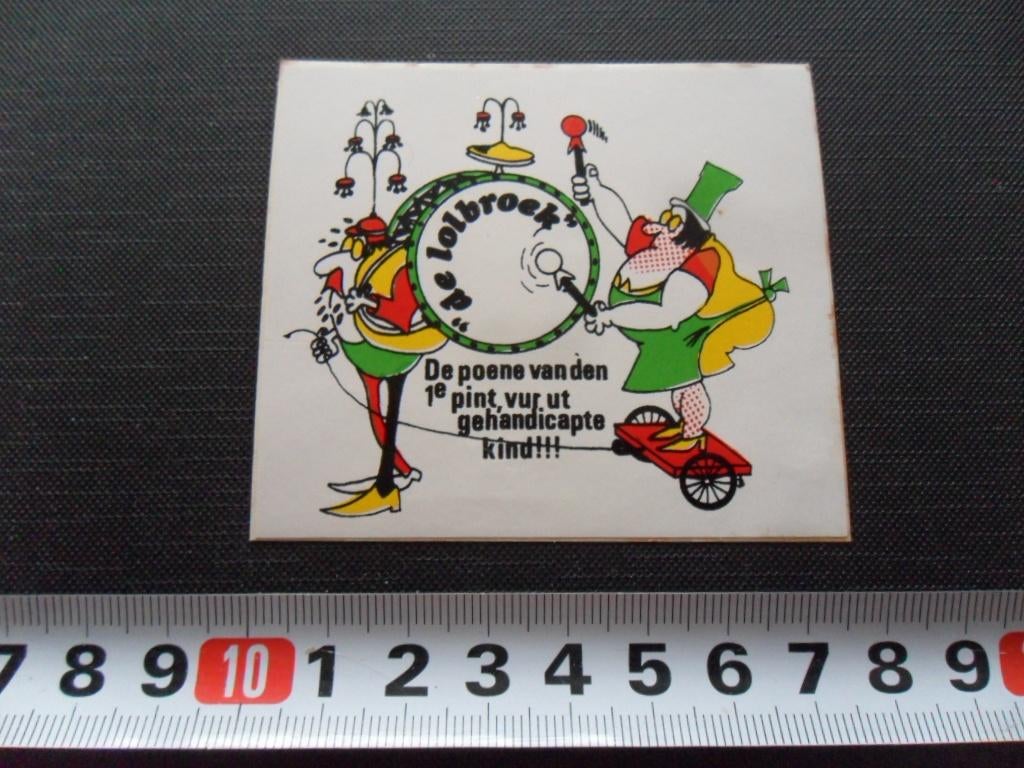 "de lolbroek"
De poene van den
1e pint, vur ut
gehandicapte
kind!!!
7 8 9 10 1 2 3 4 5 6 7 8 9